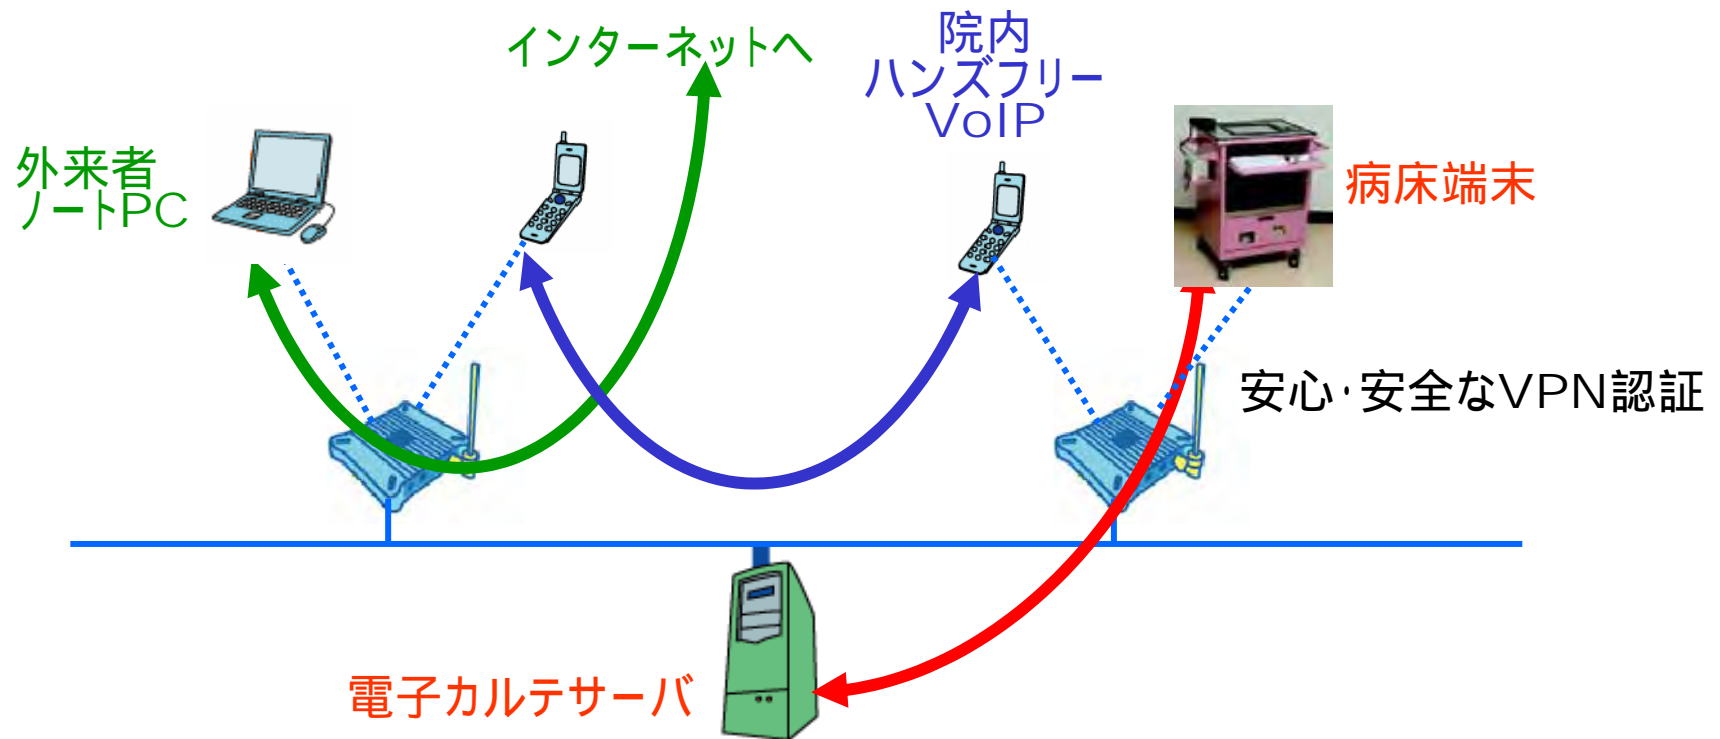 インターネットへ
院内
ハンズフリー
VoIP
外来者
ノートPC
病床端末
安心・安全なVPN認証
電子カルテサーバ